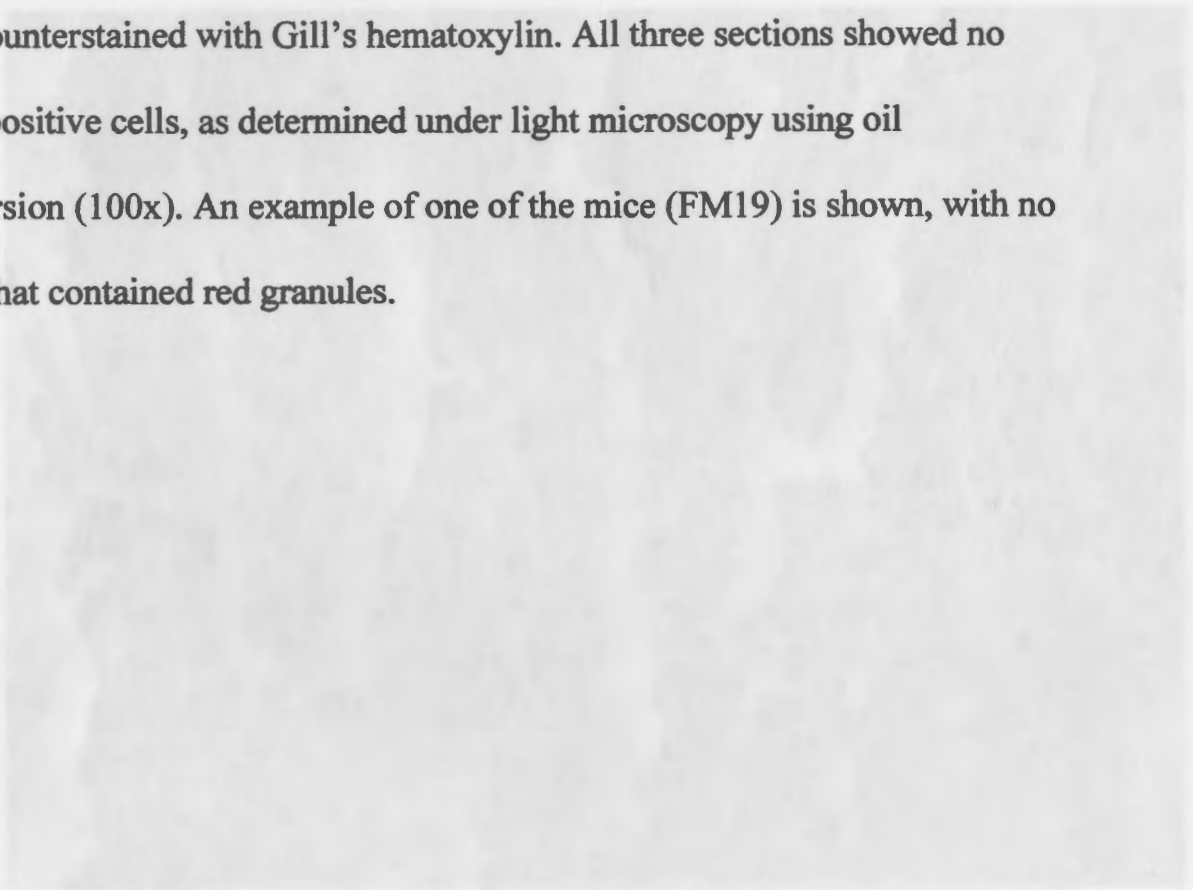 ounterstained with Gill's hematoxylin. All three sections showed no
ositive cells, as determined under light microscopy using oil
rsion (100x). An example of one of the mice (FM19) is shown, with no
hat contained red granules.